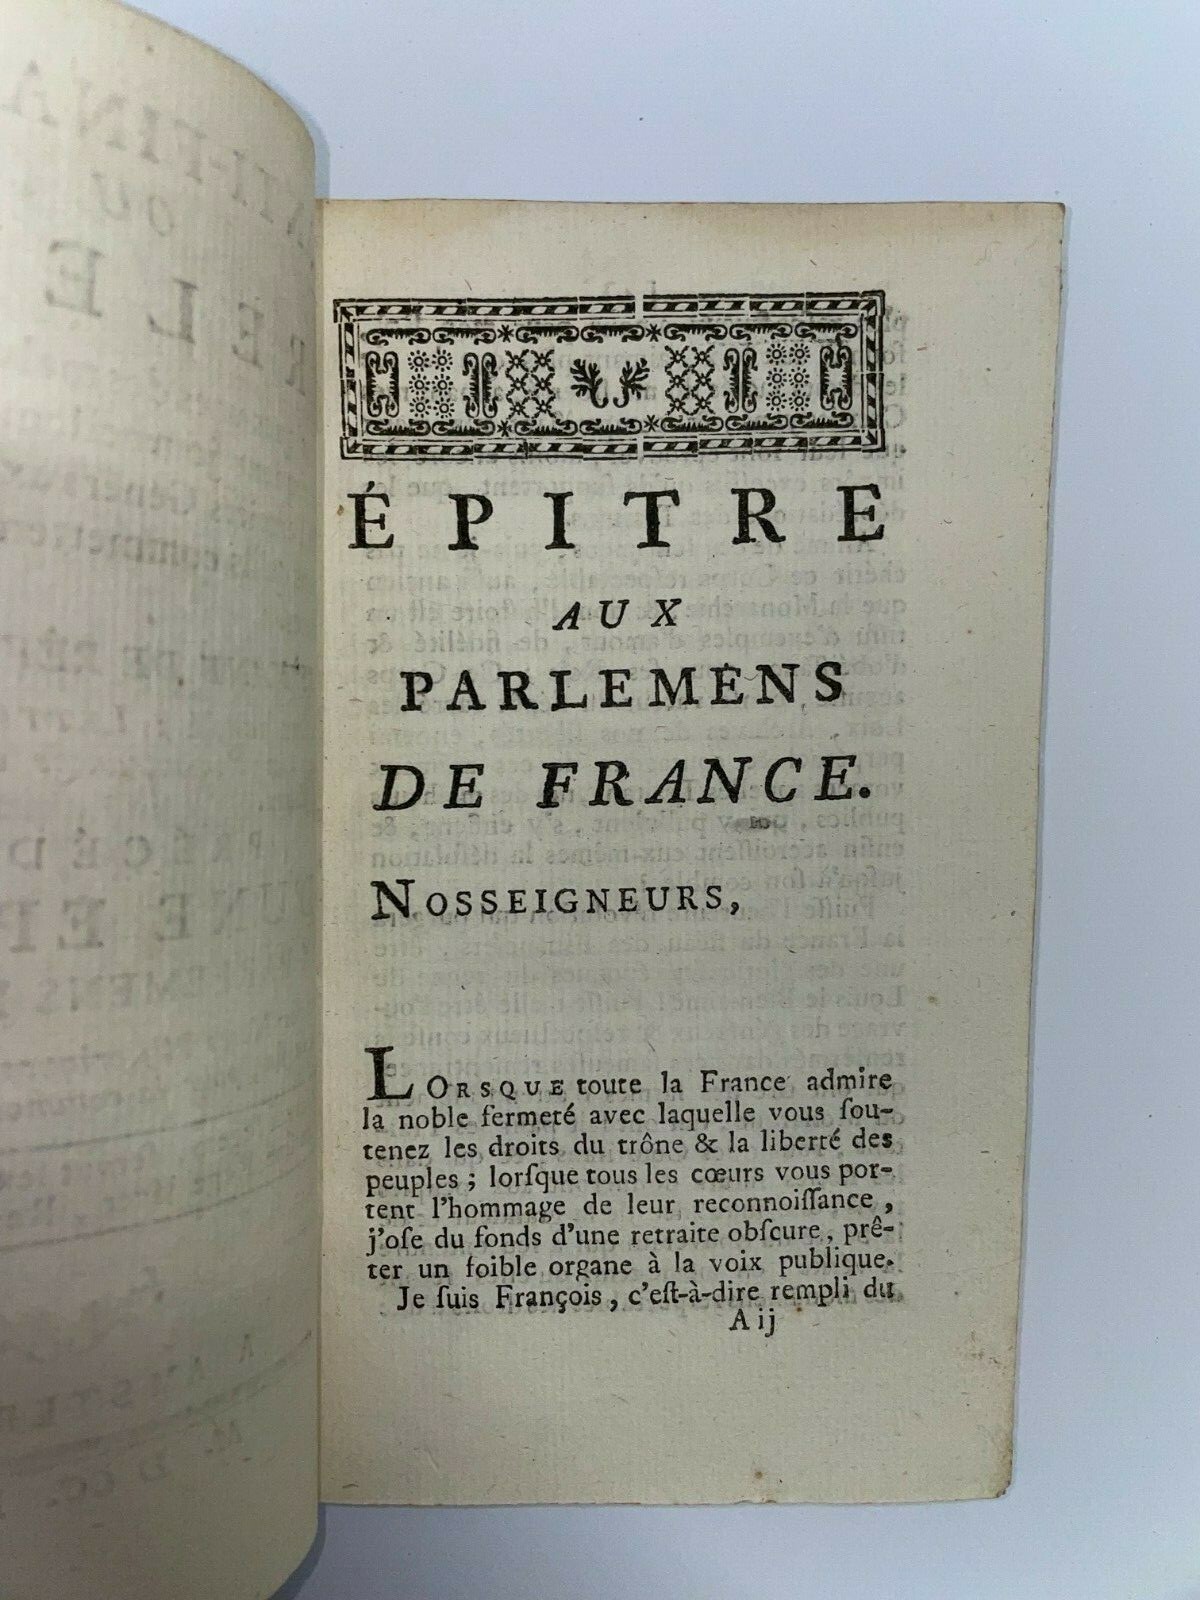 ÉPITRE
AUX
PARLEMENS
DE FRANCE.
NOSSEIGNEURS,
LORSQUE toute la France admire
la noble fermeté avec laquelle vous ſou-
tenez les droits du trône & la liberté des
peuples ; lorſque tous les cœurs vous por-
tent l'hommage de leur reconnoiſſance ,
j'oſe du fonds d'une retraite obſcure, prê-
ter un foible organe à la voix publique.
Je ſuis François , c'eſt-à-dire rempli du
A ij